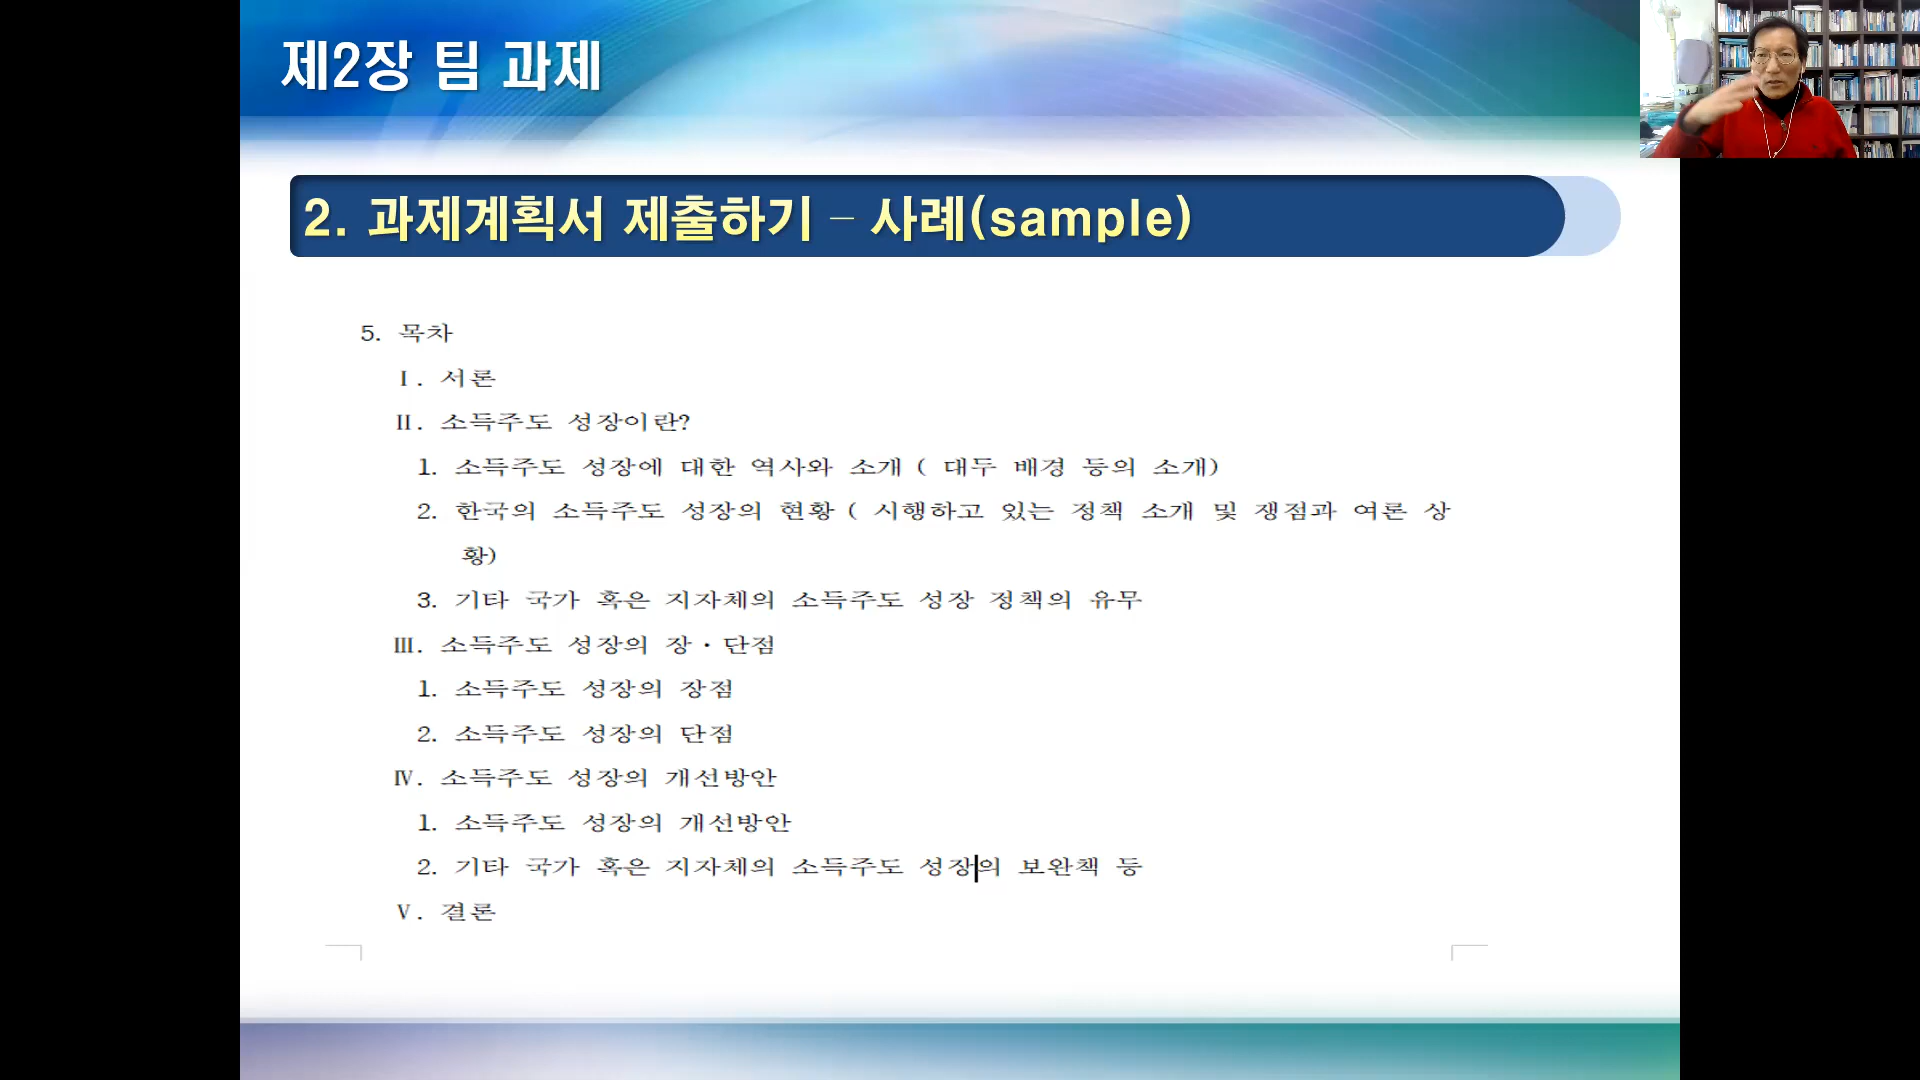 제2장 팀 과제
2. 과제계획서 제출하기 – 사례(sample)
5. 목차
Ⅰ. 서론
Ⅱ. 소득주도 성장이란?
1. 소득주도 성장에 대한 역사와 소개 ( 대두 배경 등의 소개)
2. 한국의 소득주도 성장의 현황 ( 시행하고 있는 정책 소개 및 쟁점과 여론 상
황)
3. 기타 국가 혹은 지자체의 소득주도 성장 정책의 유무
Ⅲ. 소득주도 성장의 장·단점
1. 소득주도 성장의 장점
2. 소득주도 성장의 단점
Ⅳ. 소득주도 성장의 개선방안
1. 소득주도 성장의 개선방안
2. 기타 국가 혹은 지자체의 소득주도 성장의 보완책 등
Ⅴ. 결론